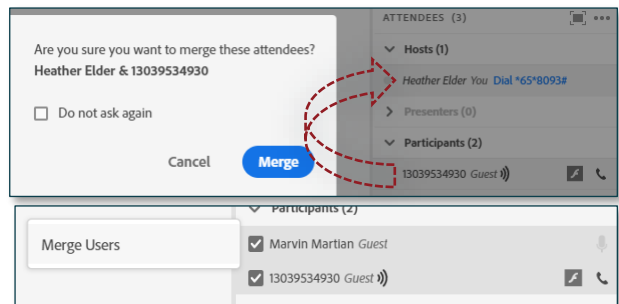 Are you sure you want to merge these attendees?
Heather Elder & 13039534930
Do not ask again
Cancel
Merge
ATTENDEES (3)
Hosts (1)
Heather Elder You Dial *65*8093#
Presenters (0)
Participants (2)
13039534930 Guest
Merge Users
Participants (2)
Marvin Martian Guest
13039534930 Guest